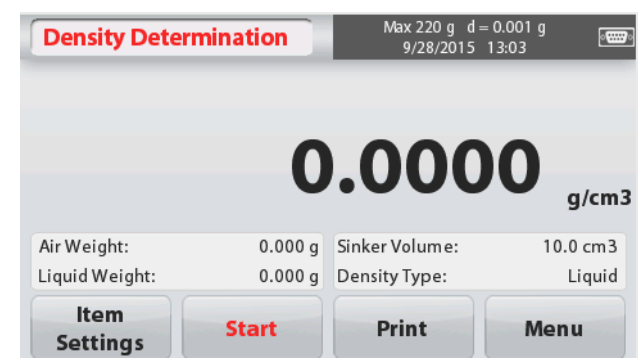 Density Determination
Max 220 g d = 0.001 g
9/28/2015 13:03
0.0000
g/cm3
Air Weight: 0.000 g
Liquid Weight: 0.000 g
Sinker Volume: 10.0 cm3
Density Type: Liquid
Item
Settings
Start
Print
Menu